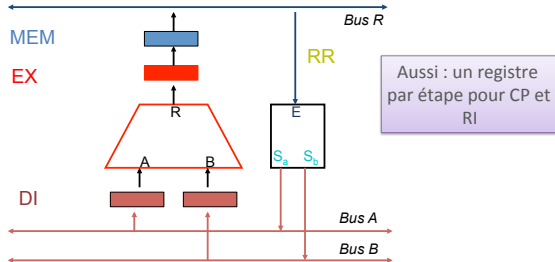 Bus R
MEM
RR
EX
Aussi : un registre
par étape pour CP et
RI
R
E
A
B
Sa
Sb
DI
Bus A
Bus B